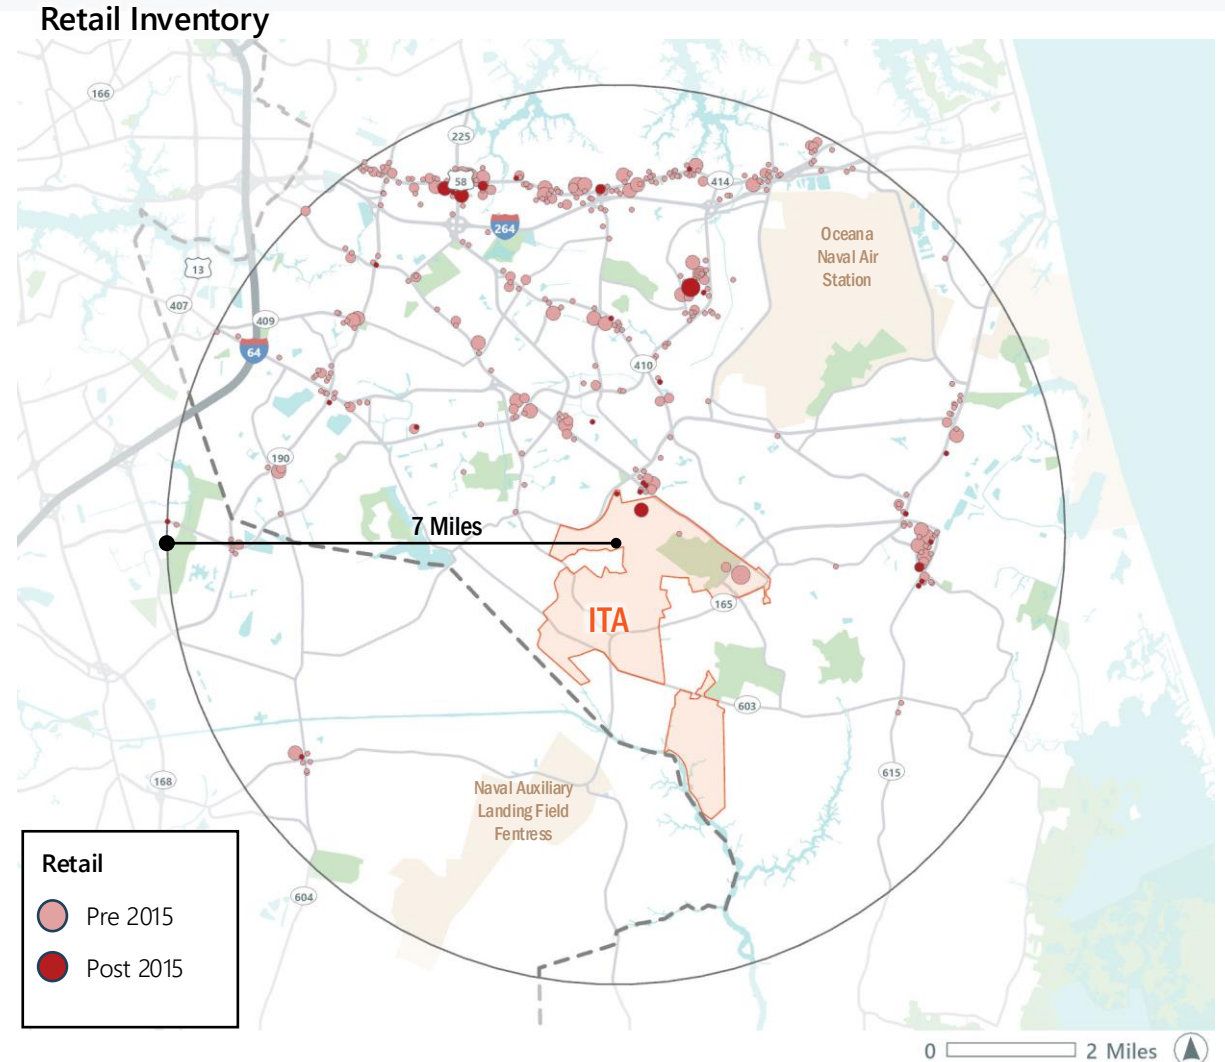 Retail Inventory
166
225
58
414
264
Oceana
Naval Air
Station
13
407
409
64
410
190
7 Miles
ITA
165
603
Naval Auxiliary
Landing Field
Fentress
168
615
604
Retail
Pre 2015
Post 2015
0
2 Miles